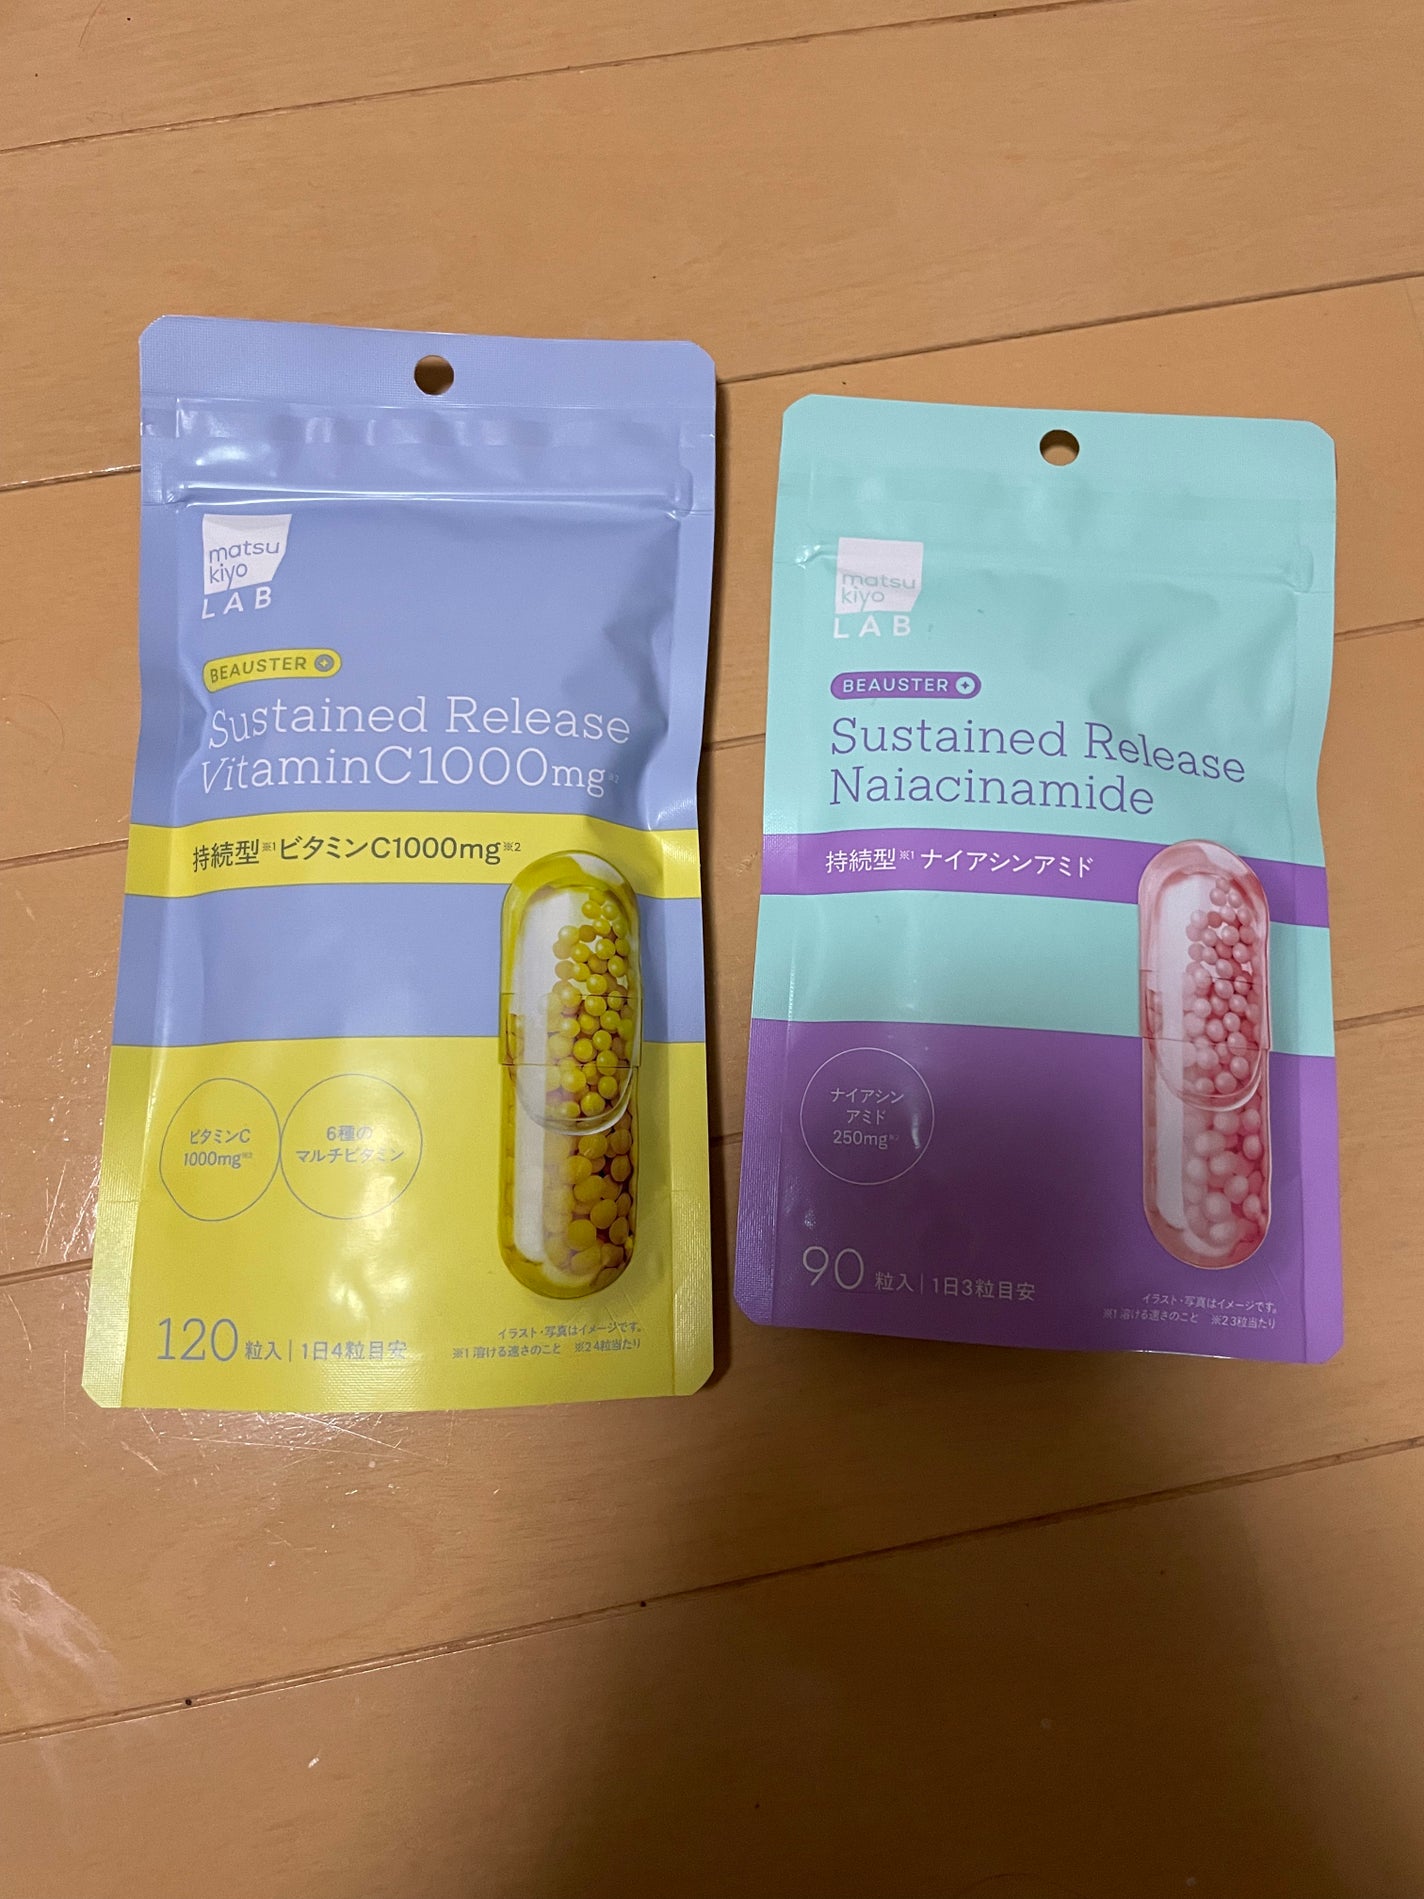 matsu
kiyo
LAB
BEAUSTER
Sustained Release
VitaminC1000mg※2
持続型※1ビタミンC1000mg※2
ビタミンC
1000mg※2
6種の
マルチビタミン
120粒入|1日4粒目安
イラスト・写真はイメージです。
※1 溶ける速さのこと ※2 4粒当たり
matsu
kiyo
LAB
BEAUSTER
Sustained Release
Naiacinamide
持続型※1ナイアシンアミド
ナイアシン
アミド
250mg※2
90粒入|1日3粒目安
イラスト・写真はイメージです。
※1 溶ける速さのこと ※2 3粒当たり